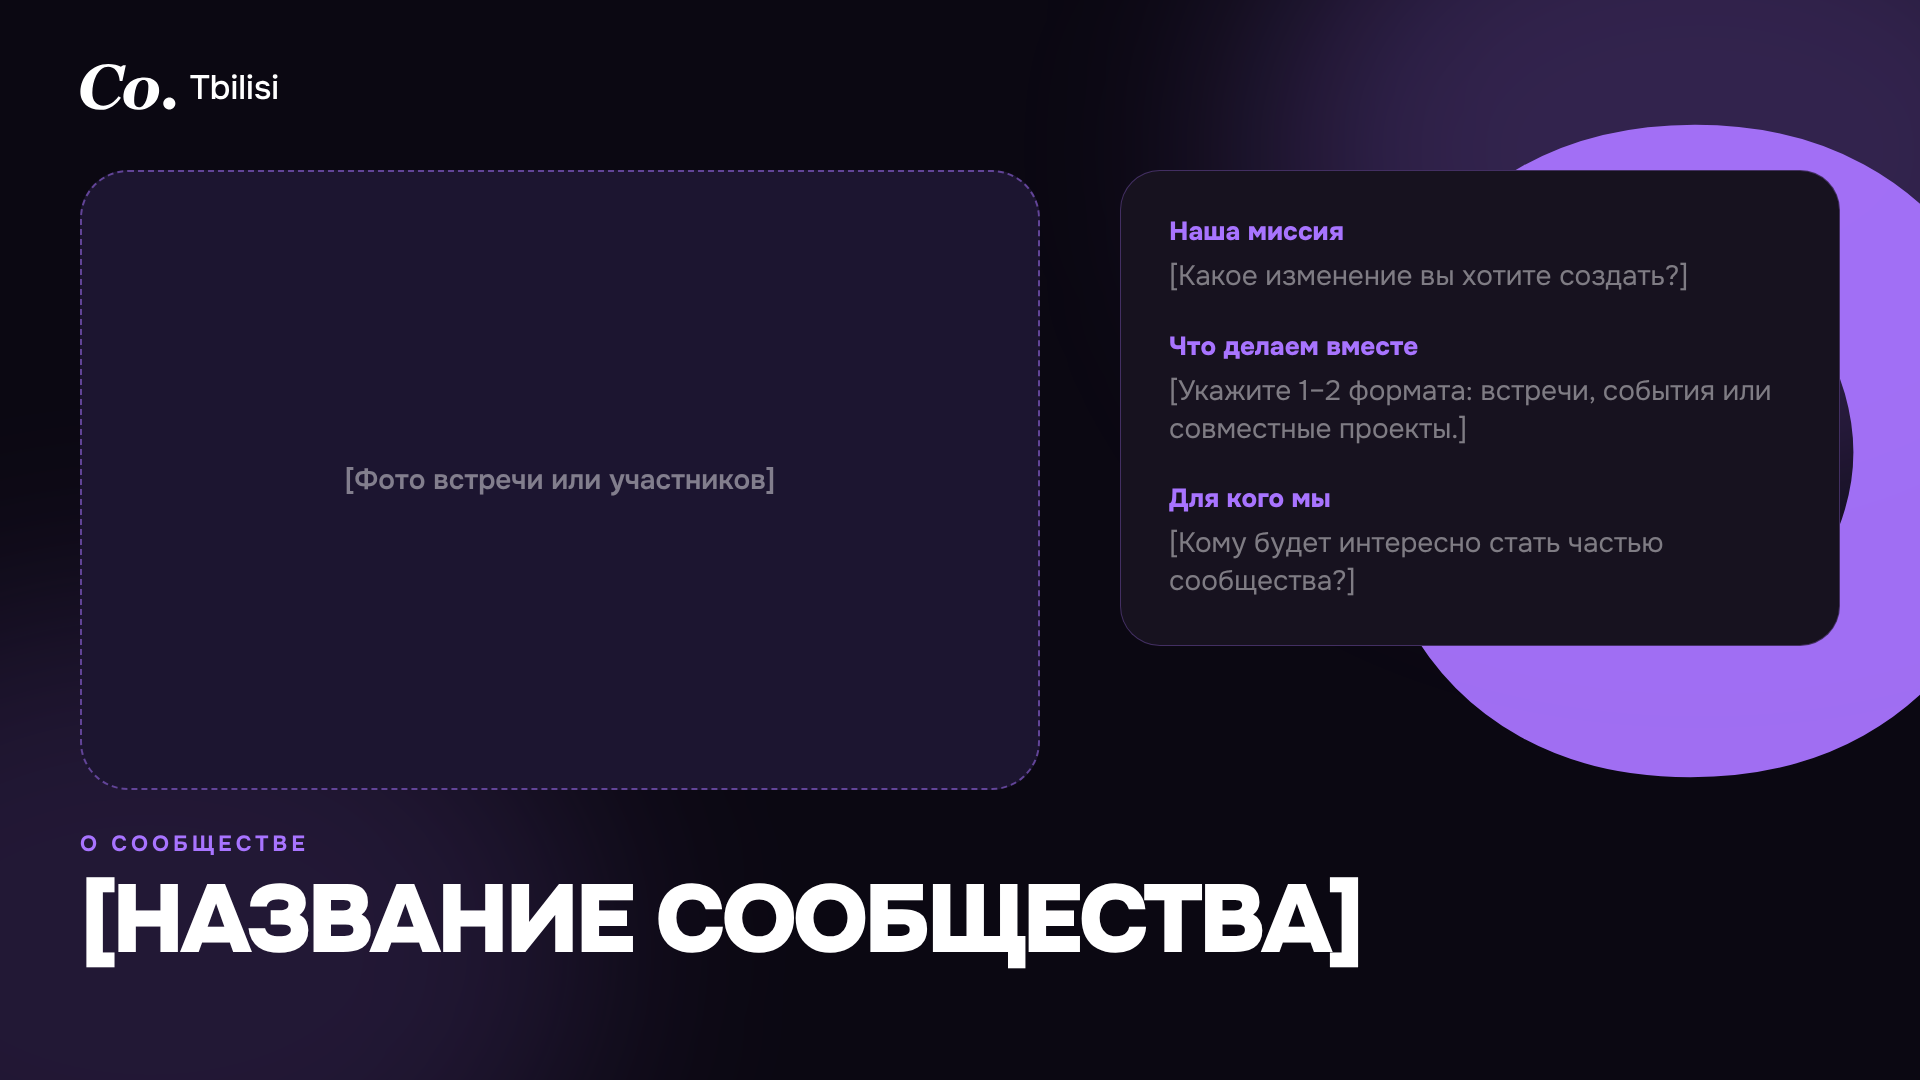 Co. Tbilisi
[Фото встречи или участников]
Наша миссия
[Какое изменение вы хотите создать?]
Что делаем вместе
[Укажите 1–2 формата: встречи, события или
совместные проекты.]
Для кого мы
[Кому будет интересно стать частью
сообщества?]
О СООБЩЕСТВЕ
[НАЗВАНИЕ СООБЩЕСТВА]